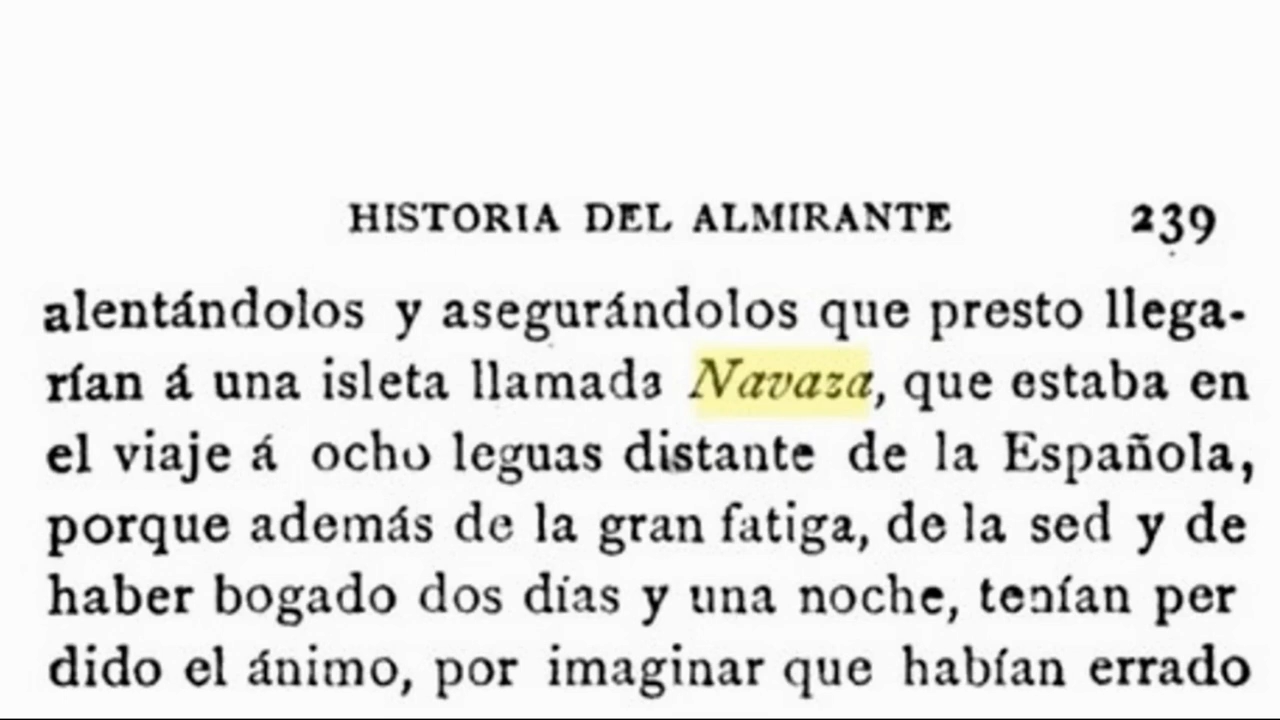 HISTORIA DEL ALMIRANTE 239
alentándolos y asegurándolos que presto llega-
rían á una isleta llamada Navaza, que estaba en
el viaje á ocho leguas distante de la Española,
porque además de la gran fatiga, de la sed y de
haber bogado dos días y una noche, tenían per
dido el ánimo, por imaginar que habían errado